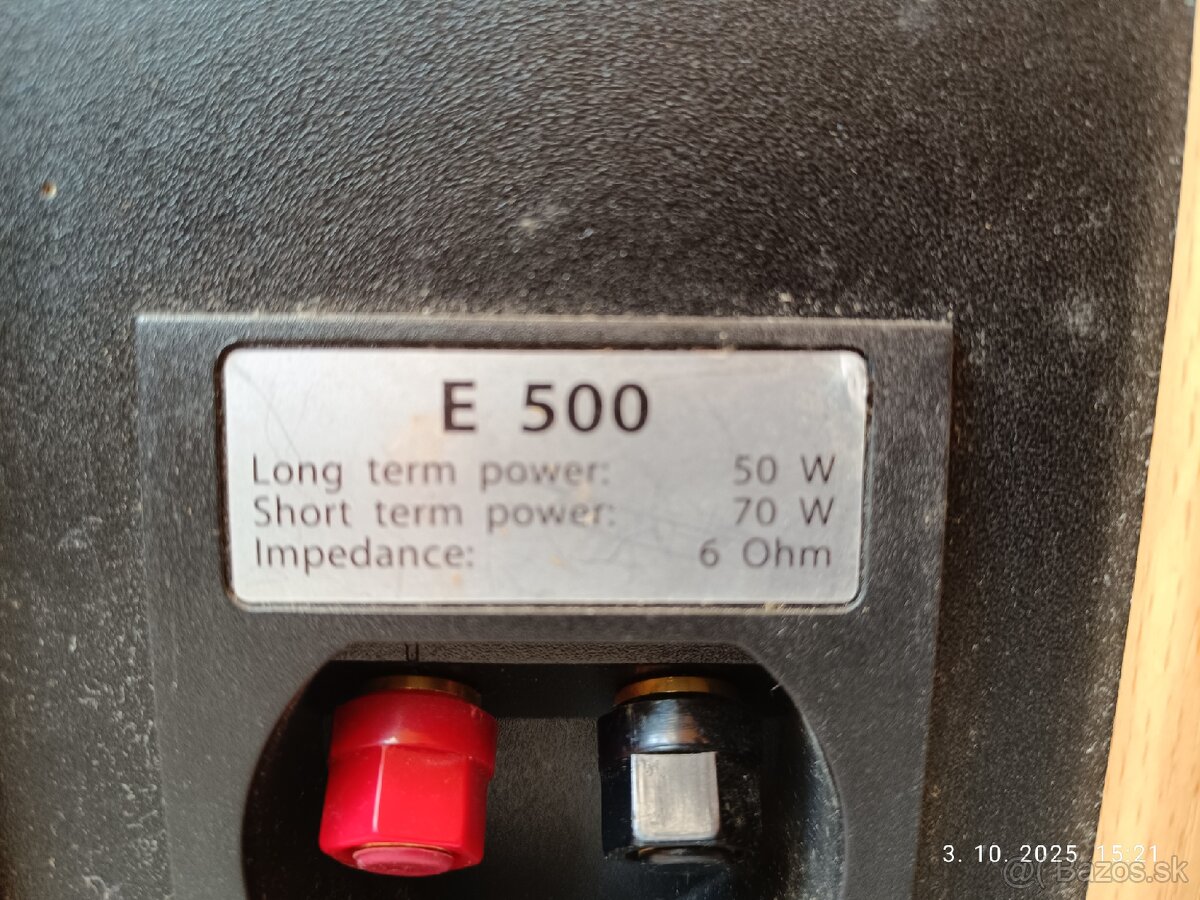 E 500
Long term power: 50 W
Short term power: 70 W
Impedance: 6 Ohm
3. 10. 2025 15:21
Bazos.sk